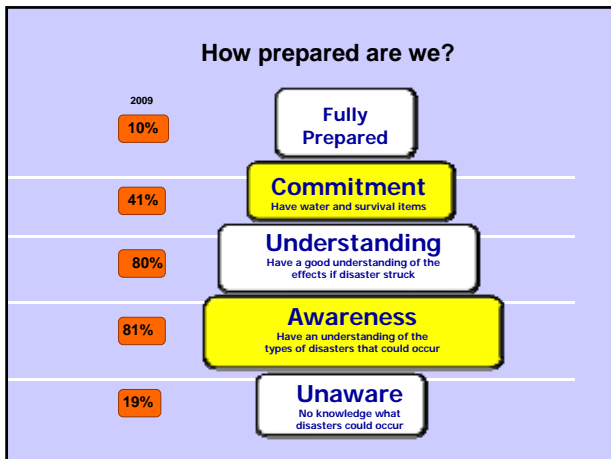 How prepared are we?
2009
10%
Fully
Prepared
41%
Commitment
Have water and survival items
80%
Understanding
Have a good understanding of the
effects if disaster struck
81%
Awareness
Have an understanding of the
types of disasters that could occur
19%
Unaware
No knowledge what
disasters could occur